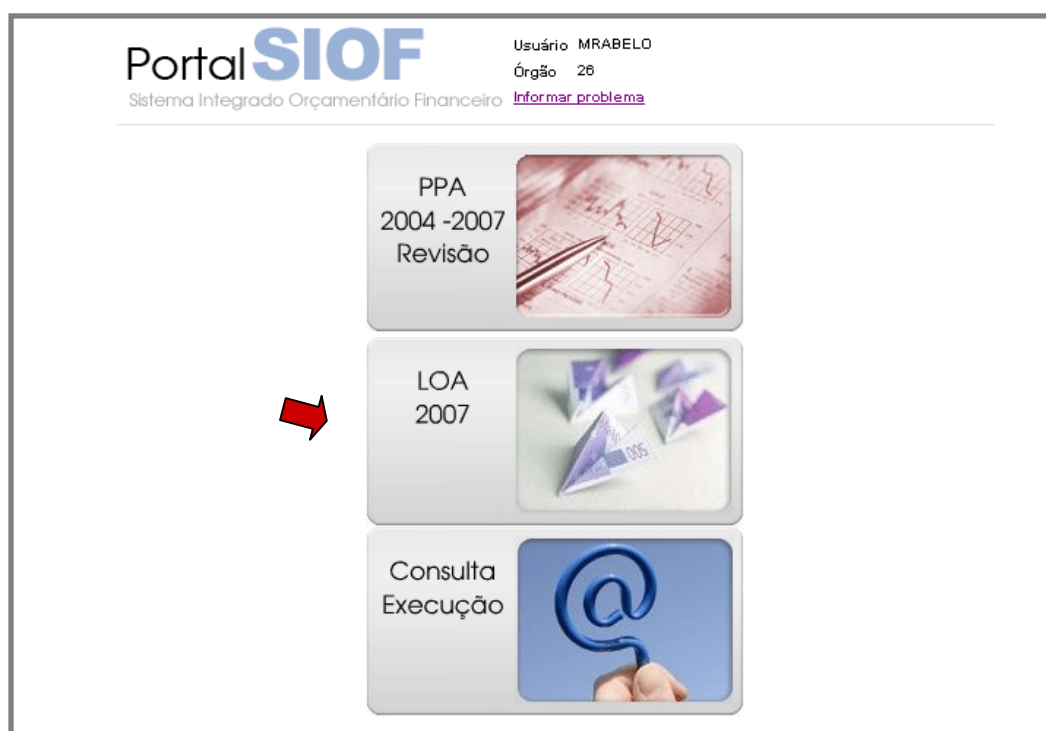 Portal SIOF
Sistema Integrado Orçamentário Financeiro
Usuário MRABELO
Órgão 26
Informar problema
PPA
2004 -2007
Revisão
LOA
2007
500
Consulta
Execução
@